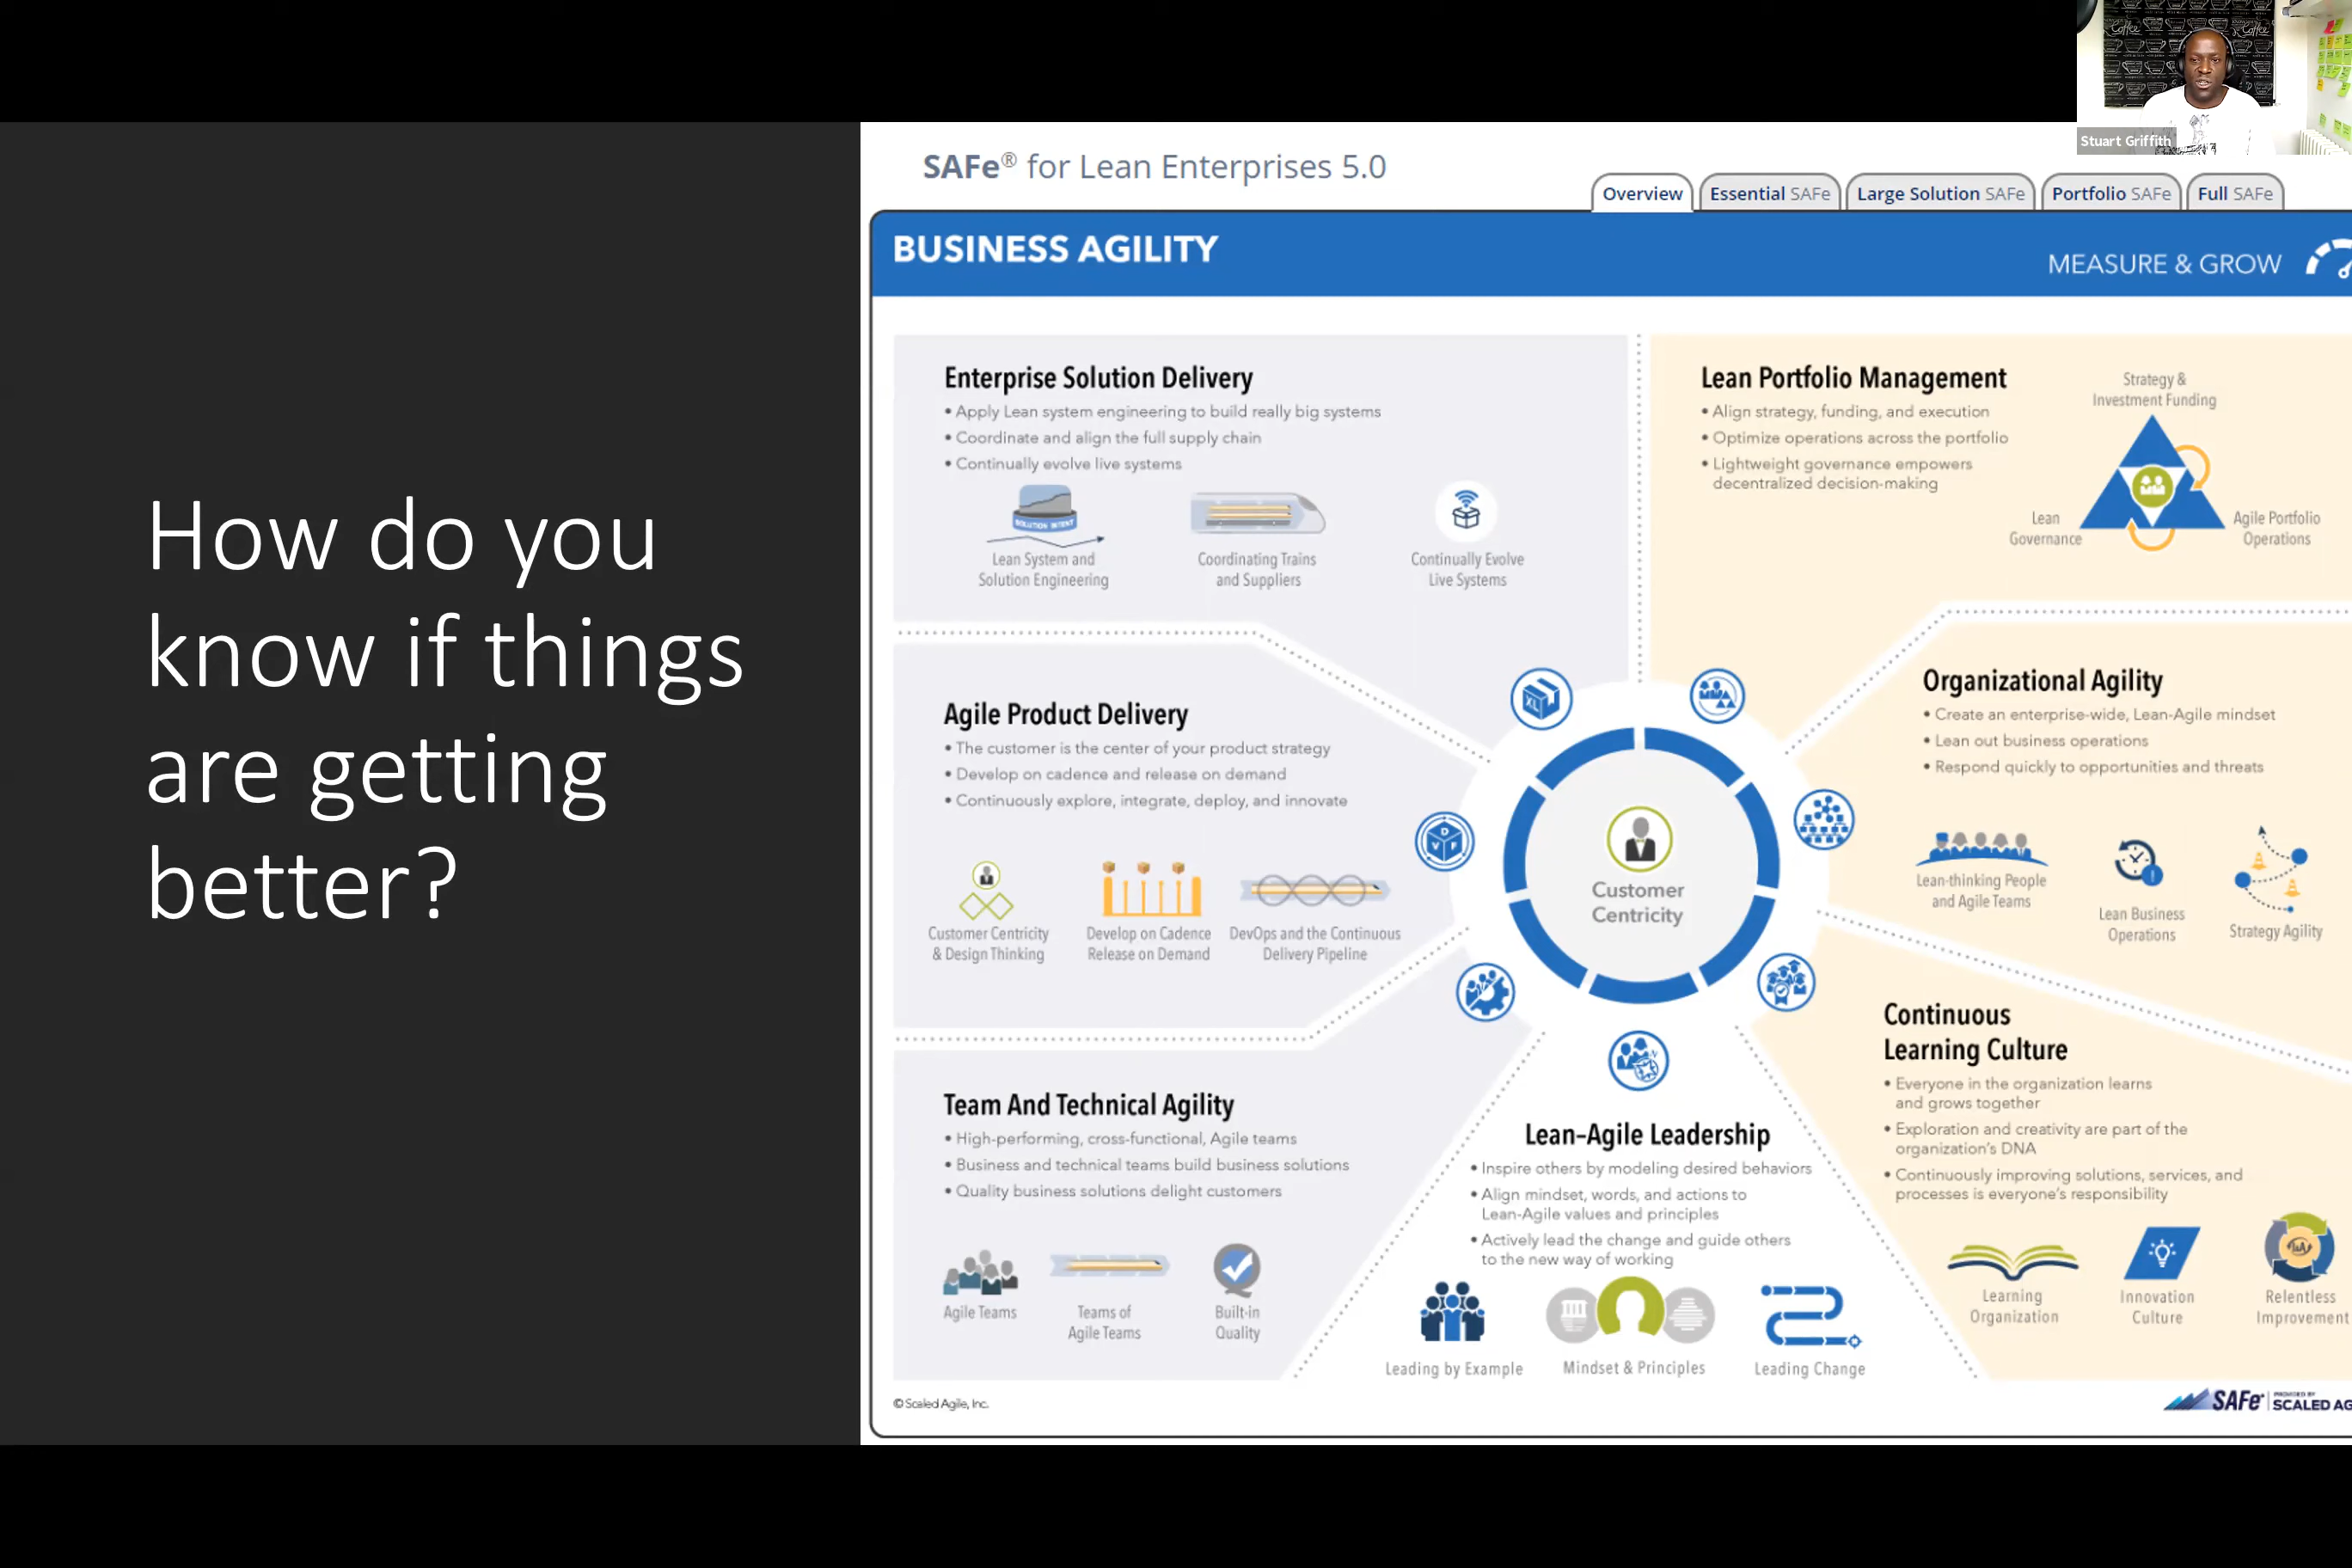 Stuart Griffith
How do you
know if things
are getting
better?
SAFe® for Lean Enterprises 5.0
Overview
Essential SAFe
Large Solution SAFe
Portfolio SAFe
Full SAFe
BUSINESS AGILITY
MEASURE & GROW
Enterprise Solution Delivery
• Apply Lean system engineering to build really big systems
• Coordinate and align the full supply chain
• Continually evolve live systems
SOLUTION INTENT
Lean System and
Solution Engineering
Coordinating Trains
and Suppliers
Continually Evolve
Live Systems
Lean Portfolio Management
• Align strategy, funding, and execution
• Optimize operations across the portfolio
• Lightweight governance empowers
decentralized decision-making
Strategy &
Investment Funding
Lean
Governance
Agile Portfolio
Operations
Agile Product Delivery
• The customer is the center of your product strategy
• Develop on cadence and release on demand
• Continuously explore, integrate, deploy, and innovate
Customer Centricity
& Design Thinking
Develop on Cadence
Release on Demand
DevOps and the Continuous
Delivery Pipeline
XL
D
V F
Customer
Centricity
Organizational Agility
• Create an enterprise-wide, Lean-Agile mindset
• Lean out business operations
• Respond quickly to opportunities and threats
Lean-thinking People
and Agile Teams
Lean Business
Operations
Strategy Agility
Team And Technical Agility
• High-performing, cross-functional, Agile teams
• Business and technical teams build business solutions
• Quality business solutions delight customers
Agile Teams
Teams of
Agile Teams
Built-in
Quality
Lean-Agile Leadership
• Inspire others by modeling desired behaviors
• Align mindset, words, and actions to
Lean-Agile values and principles
• Actively lead the change and guide others
to the new way of working
Leading by Example
Mindset & Principles
Leading Change
Continuous
Learning Culture
• Everyone in the organization learns
and grows together
• Exploration and creativity are part of the
organization's DNA
• Continuously improving solutions, services, and
processes is everyone's responsibility
Learning
Organization
Innovation
Culture
Relentless
Improvement
© Scaled Agile, Inc.
SAFe® PROVIDED BY
SCALED AG